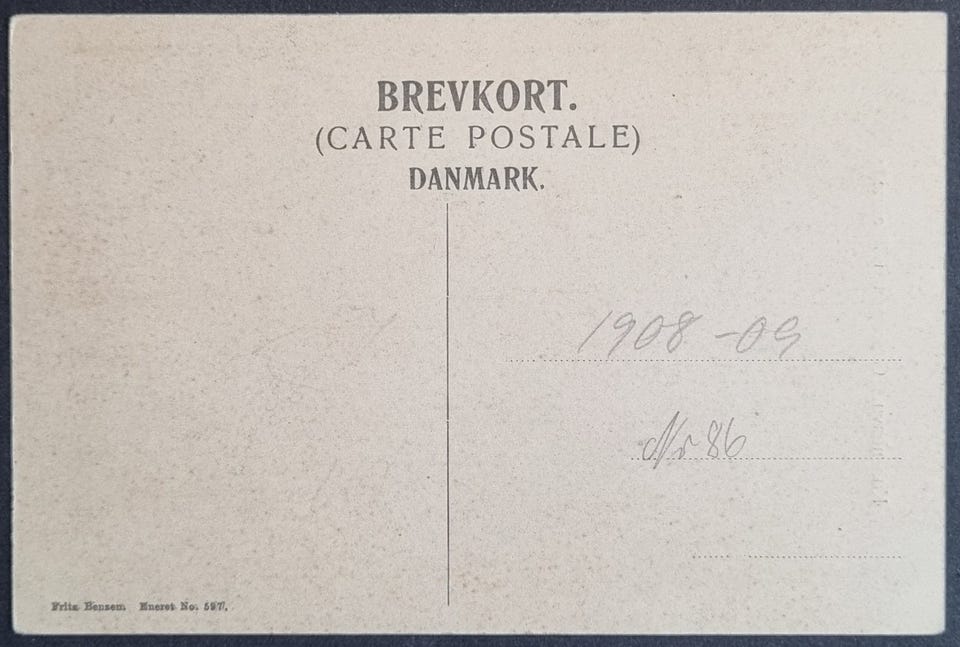 BREVKORT.
(CARTE POSTALE)
DANMARK.
1908-09
Nr 86
Fritz Benzen. Eneret No. 597.